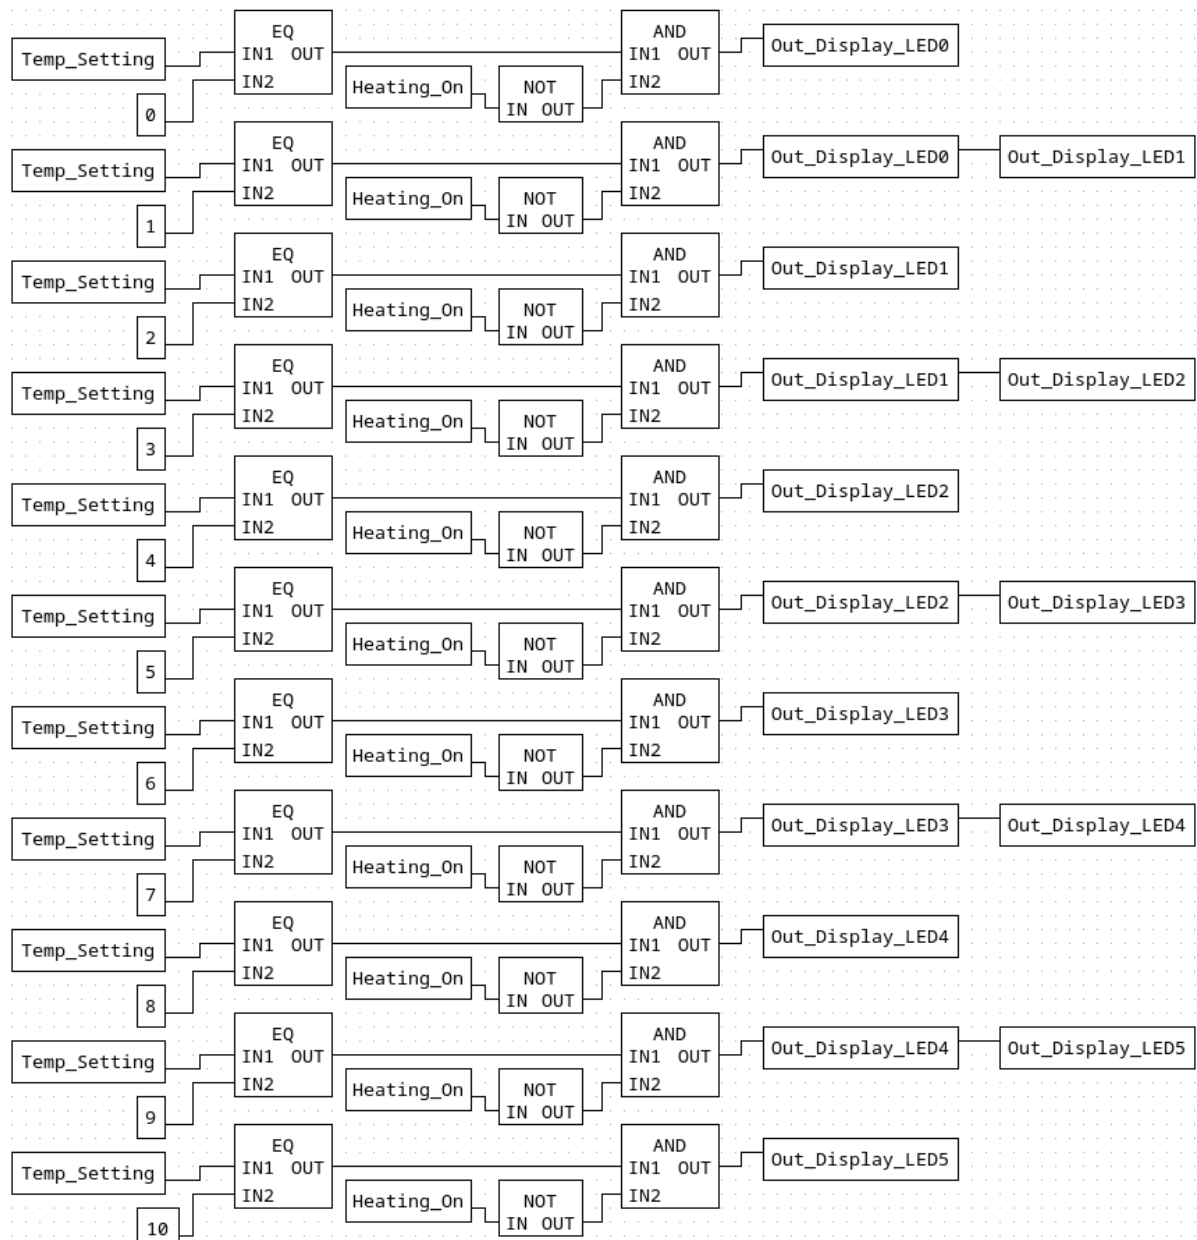 EQ AND
Temp_Setting IN1 OUT IN1 OUT Out_Display_LED0
IN2 Heating_On NOT IN2
0 IN OUT
EQ AND
Temp_Setting IN1 OUT IN1 OUT Out_Display_LED0 Out_Display_LED1
IN2 Heating_On NOT IN2
1 IN OUT
EQ AND
Temp_Setting IN1 OUT IN1 OUT Out_Display_LED1
IN2 Heating_On NOT IN2
2 IN OUT
EQ AND
Temp_Setting IN1 OUT IN1 OUT Out_Display_LED1 Out_Display_LED2
IN2 Heating_On NOT IN2
3 IN OUT
EQ AND
Temp_Setting IN1 OUT IN1 OUT Out_Display_LED2
IN2 Heating_On NOT IN2
4 IN OUT
EQ AND
Temp_Setting IN1 OUT IN1 OUT Out_Display_LED2 Out_Display_LED3
IN2 Heating_On NOT IN2
5 IN OUT
EQ AND
Temp_Setting IN1 OUT IN1 OUT Out_Display_LED3
IN2 Heating_On NOT IN2
6 IN OUT
EQ AND
Temp_Setting IN1 OUT IN1 OUT Out_Display_LED3 Out_Display_LED4
IN2 Heating_On NOT IN2
7 IN OUT
EQ AND
Temp_Setting IN1 OUT IN1 OUT Out_Display_LED4
IN2 Heating_On NOT IN2
8 IN OUT
EQ AND
Temp_Setting IN1 OUT IN1 OUT Out_Display_LED4 Out_Display_LED5
IN2 Heating_On NOT IN2
9 IN OUT
EQ AND
Temp_Setting IN1 OUT IN1 OUT Out_Display_LED5
IN2 Heating_On NOT IN2
10 IN OUT